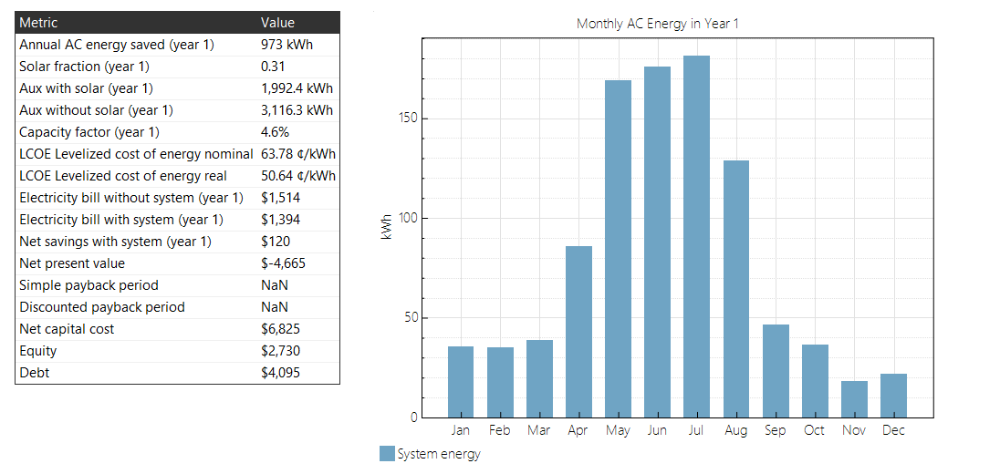 Metric Value
Annual AC energy saved (year 1) 973 kWh
Solar fraction (year 1) 0.31
Aux with solar (year 1) 1,992.4 kWh
Aux without solar (year 1) 3,116.3 kWh
Capacity factor (year 1) 4.6%
LCOE Levelized cost of energy nominal 63.78 ¢/kWh
LCOE Levelized cost of energy real 50.64 ¢/kWh
Electricity bill without system (year 1) $1,514
Electricity bill with system (year 1) $1,394
Net savings with system (year 1) $120
Net present value $-4,665
Simple payback period NaN
Discounted payback period NaN
Net capital cost $6,825
Equity $2,730
Debt $4,095
Monthly AC Energy in Year 1
150
100
50
0
kWh
Jan Feb Mar Apr May Jun Jul Aug Sep Oct Nov Dec
System energy